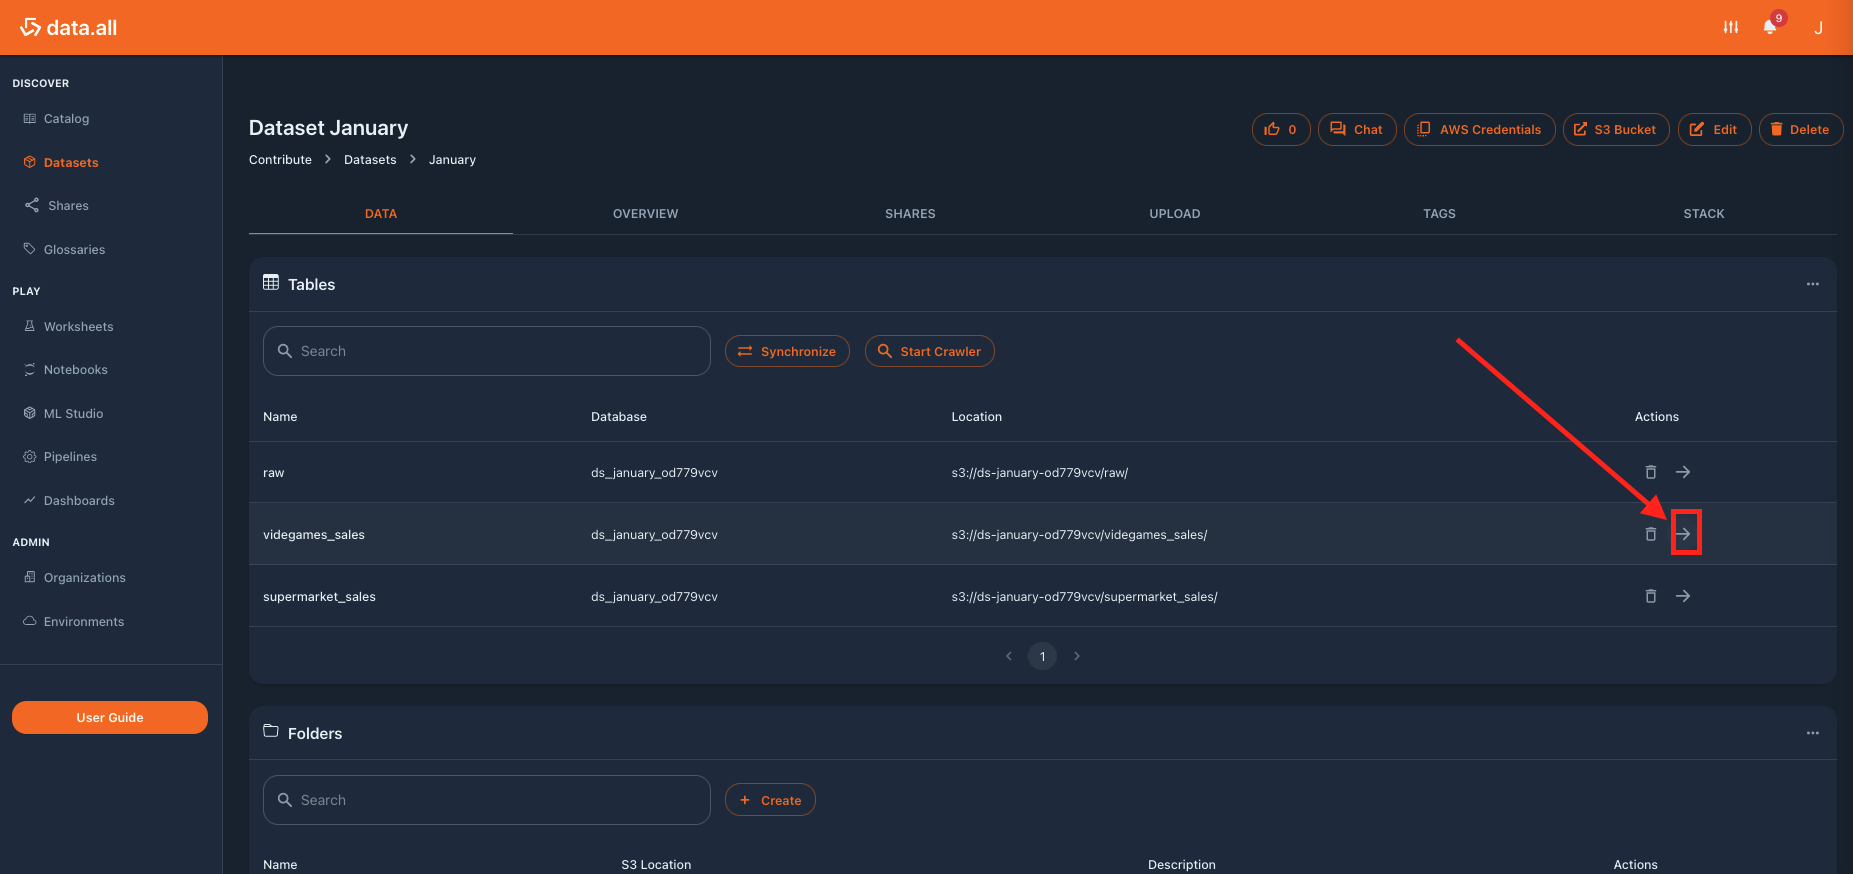 data.all
9
J
DISCOVER
Catalog
Datasets
Shares
Glossaries
PLAY
Worksheets
Notebooks
ML Studio
Pipelines
Dashboards
ADMIN
Organizations
Environments
User Guide
Dataset January
Contribute > Datasets > January
0 Chat AWS Credentials S3 Bucket Edit Delete
DATA OVERVIEW SHARES UPLOAD TAGS STACK
Tables
Search Synchronize Start Crawler
Name Database Location Actions
raw ds_january_od779vcv s3://ds-january-od779vcv/raw/
videgames_sales ds_january_od779vcv s3://ds-january-od779vcv/videgames_sales/
supermarket_sales ds_january_od779vcv s3://ds-january-od779vcv/supermarket_sales/
1
Folders
Search + Create
Name S3 Location Description Actions